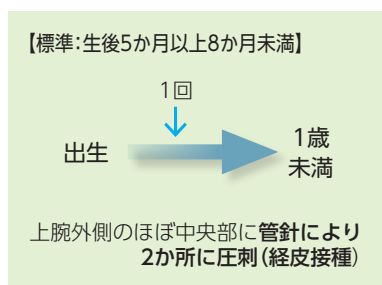 【標準:生後5か月以上8か月未満】
1回
出生
1歳
未満
上腕外側のほぼ中央部に管針により
2か所に圧刺(経皮接種)